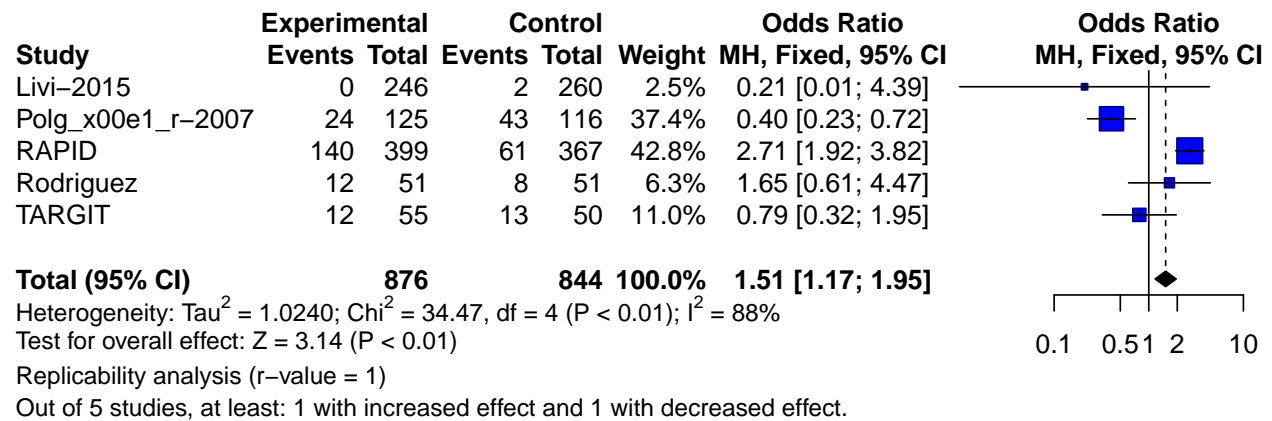 Experimental Control Odds Ratio Odds Ratio
Study Events Total Events Total Weight MH, Fixed, 95% CI MH, Fixed, 95% CI
Livi−2015 0 246 2 260 2.5% 0.21 [0.01; 4.39]
Polg_x00e1_r−2007 24 125 43 116 37.4% 0.40 [0.23; 0.72]
RAPID 140 399 61 367 42.8% 2.71 [1.92; 3.82]
Rodriguez 12 51 8 51 6.3% 1.65 [0.61; 4.47]
TARGIT 12 55 13 50 11.0% 0.79 [0.32; 1.95]
Total (95% CI) 876 844 100.0% 1.51 [1.17; 1.95]
Heterogeneity: Tau² = 1.0240; Chi² = 34.47, df = 4 (P < 0.01); I² = 88%
Test for overall effect: Z = 3.14 (P < 0.01)
0.1 0.5 1 2 10
Replicability analysis (r−value = 1)
Out of 5 studies, at least: 1 with increased effect and 1 with decreased effect.